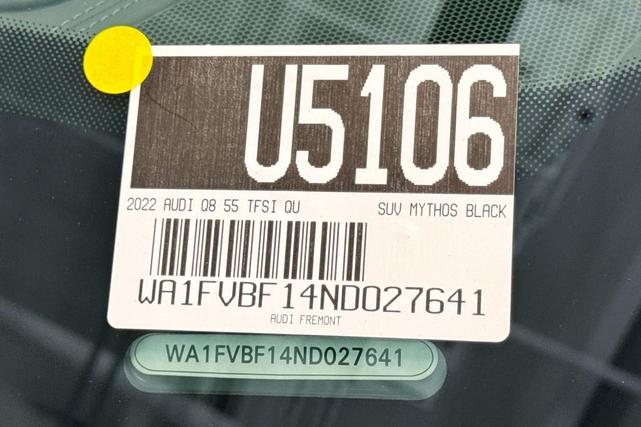 U5106
2022 AUDI Q8 55 TFSI QU SUV MYTHOS BLACK
WA1FVBF14ND027641
AUDI FREMONT
WA1FVBF14ND027641